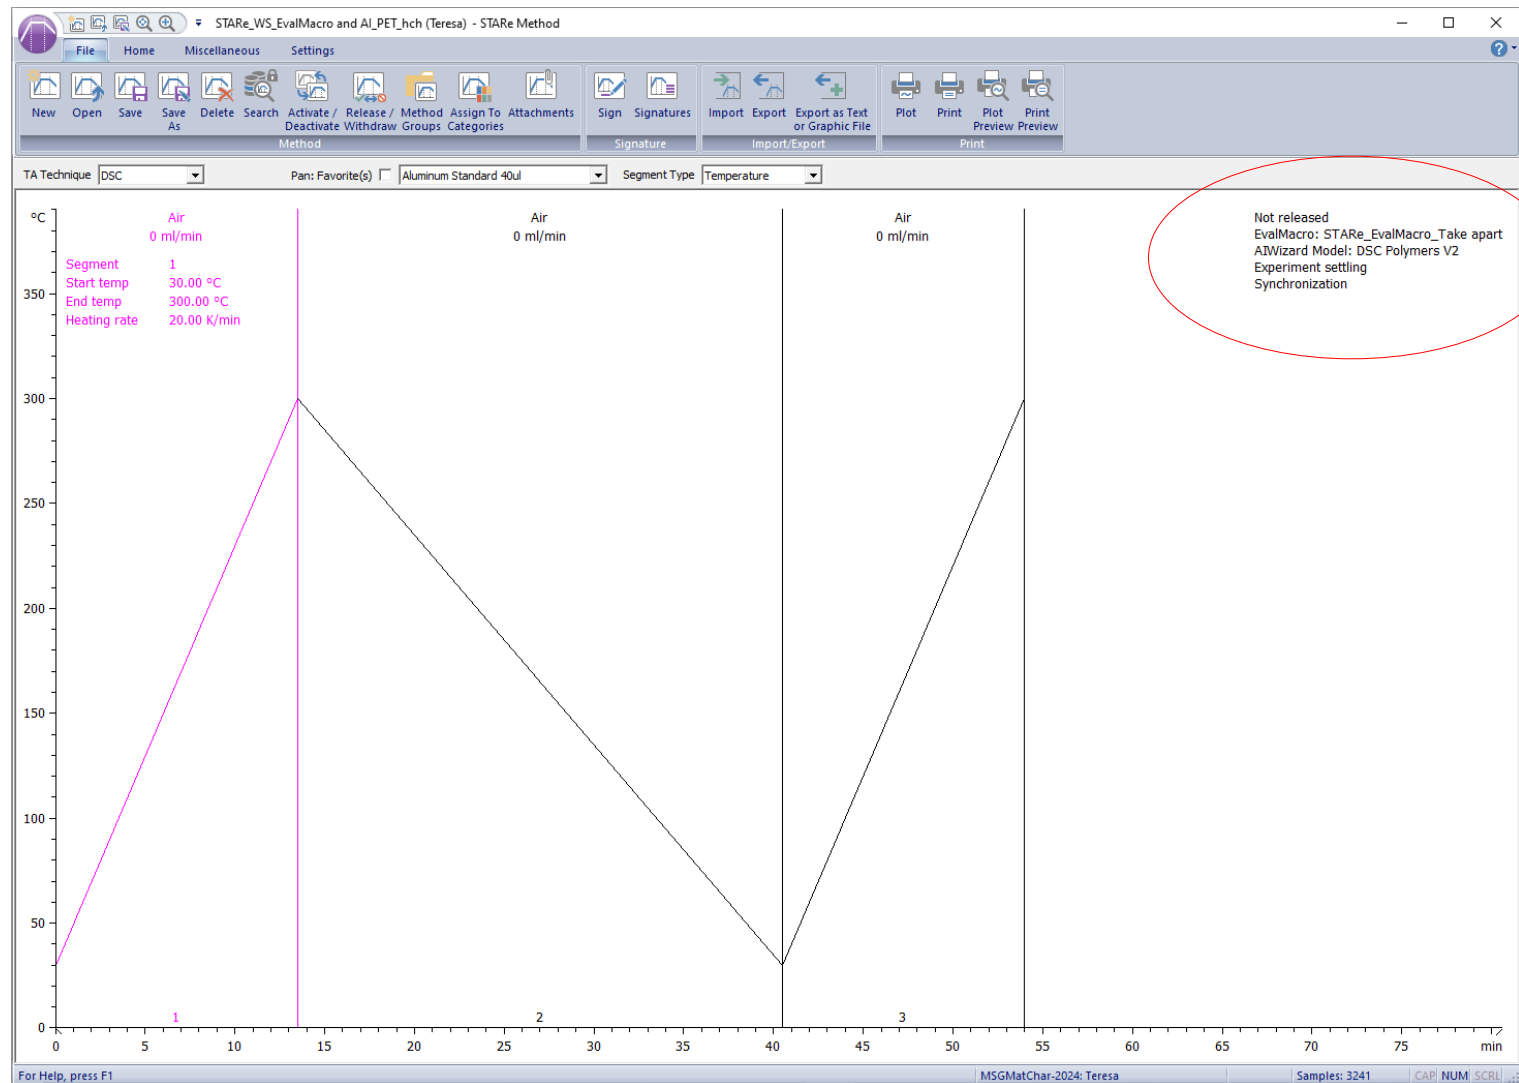 STARe_WS_EvalMacro and AI_PET_hch (Teresa) - STARe Method
File Home Miscellaneous Settings
New Open Save Save As Delete Search Activate / Deactivate Release / Withdraw Method Groups Assign To Categories Attachments Sign Signatures Import Export Export as Text or Graphic File Plot Print Plot Preview Print Preview
Method Signature Import/Export Print
TA Technique DSC Pan: Favorite(s) Aluminum Standard 40ul Segment Type Temperature
°C
Air
0 ml/min
Air
0 ml/min
Air
0 ml/min
Segment 1
Start temp 30.00 °C
End temp 300.00 °C
Heating rate 20.00 K/min
Not released
EvalMacro: STARe_EvalMacro_Take apart
AIWizard Model: DSC Polymers V2
Experiment settling
Synchronization
350
300
250
200
150
100
50
0
1 2 3
0 5 10 15 20 25 30 35 40 45 50 55 60 65 70 75 min
For Help, press F1 MSGMatChar-2024: Teresa Samples: 3241 CAP NUM SCRL